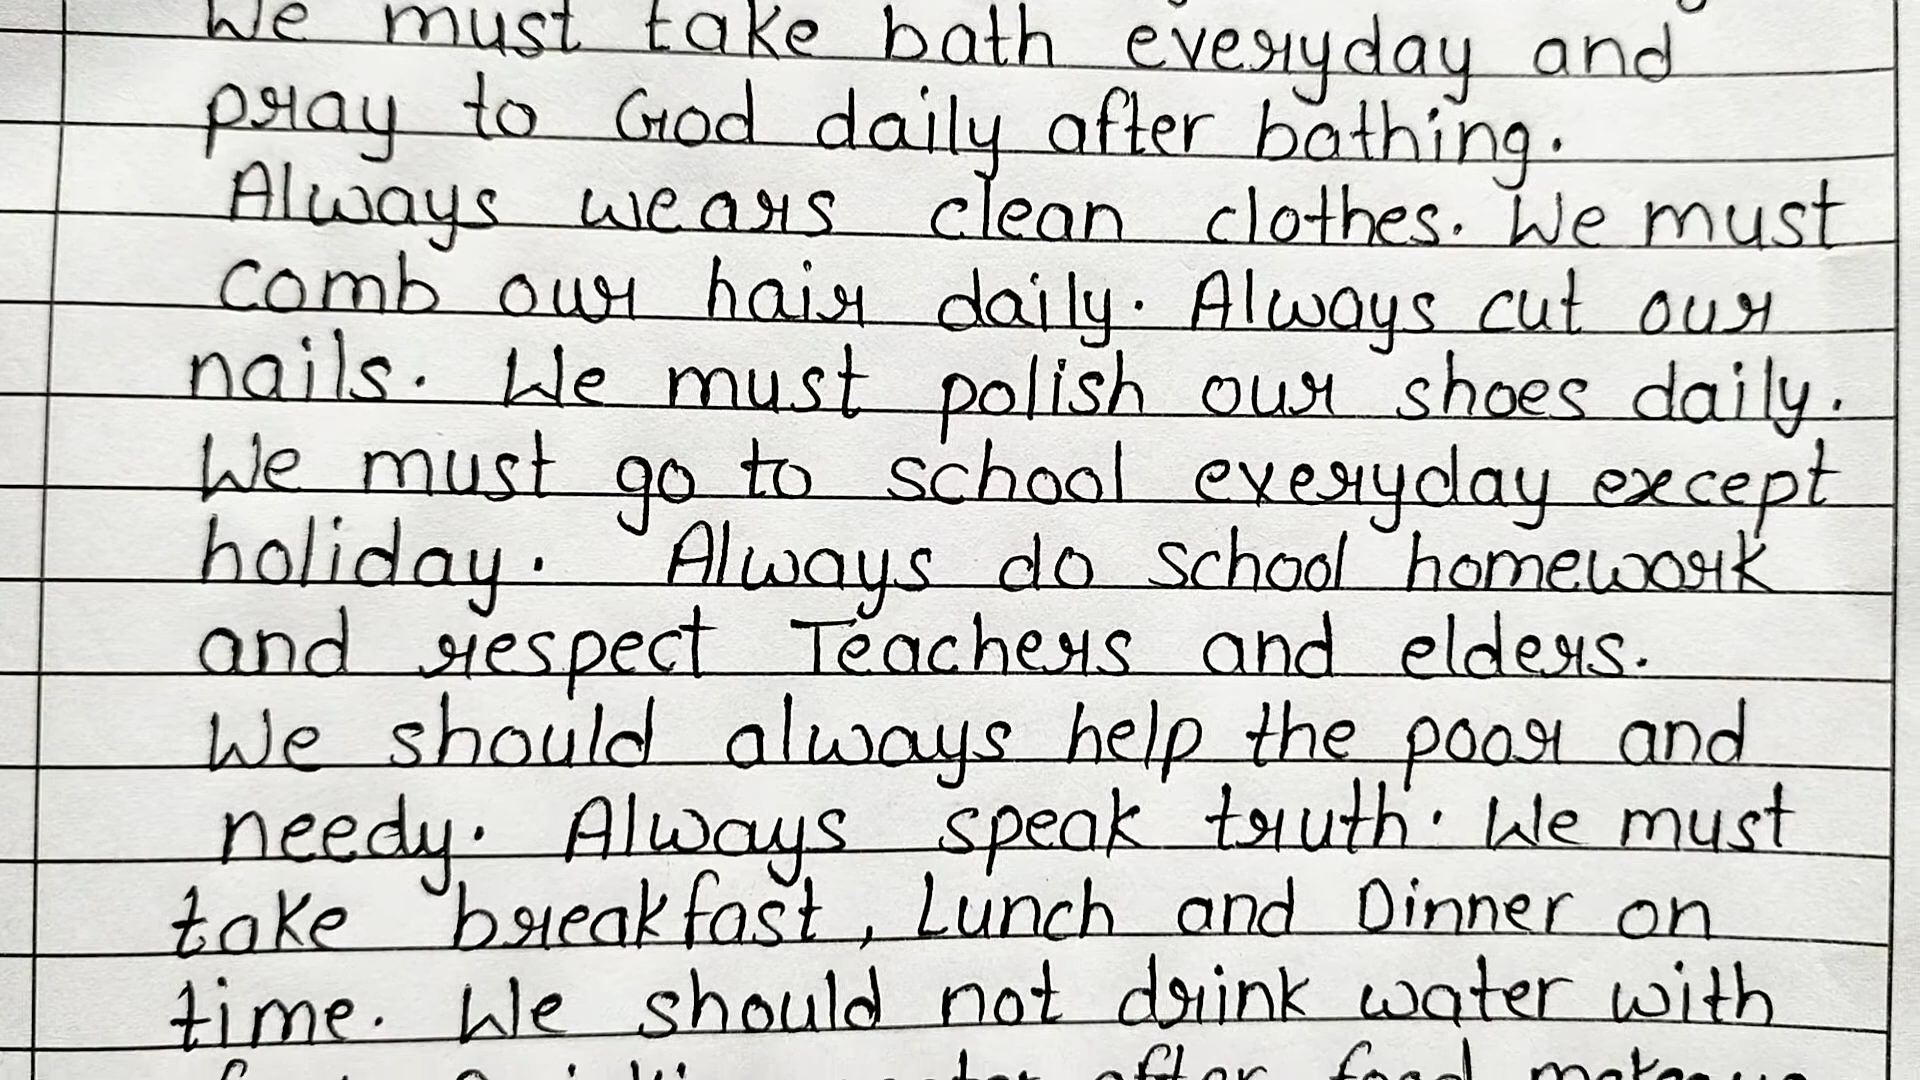 We must take bath everyday and
pray to God daily after bathing.
Always wears clean clothes. We must
comb our hair daily. Always cut our
nails. We must polish our shoes daily.
We must go to school everyday except
holiday. Always do school homework
and respect Teachers and elders.
We should always help the poor and
needy. Always speak truth. We must
take breakfast, Lunch and Dinner on
time. We should not drink water with
after food